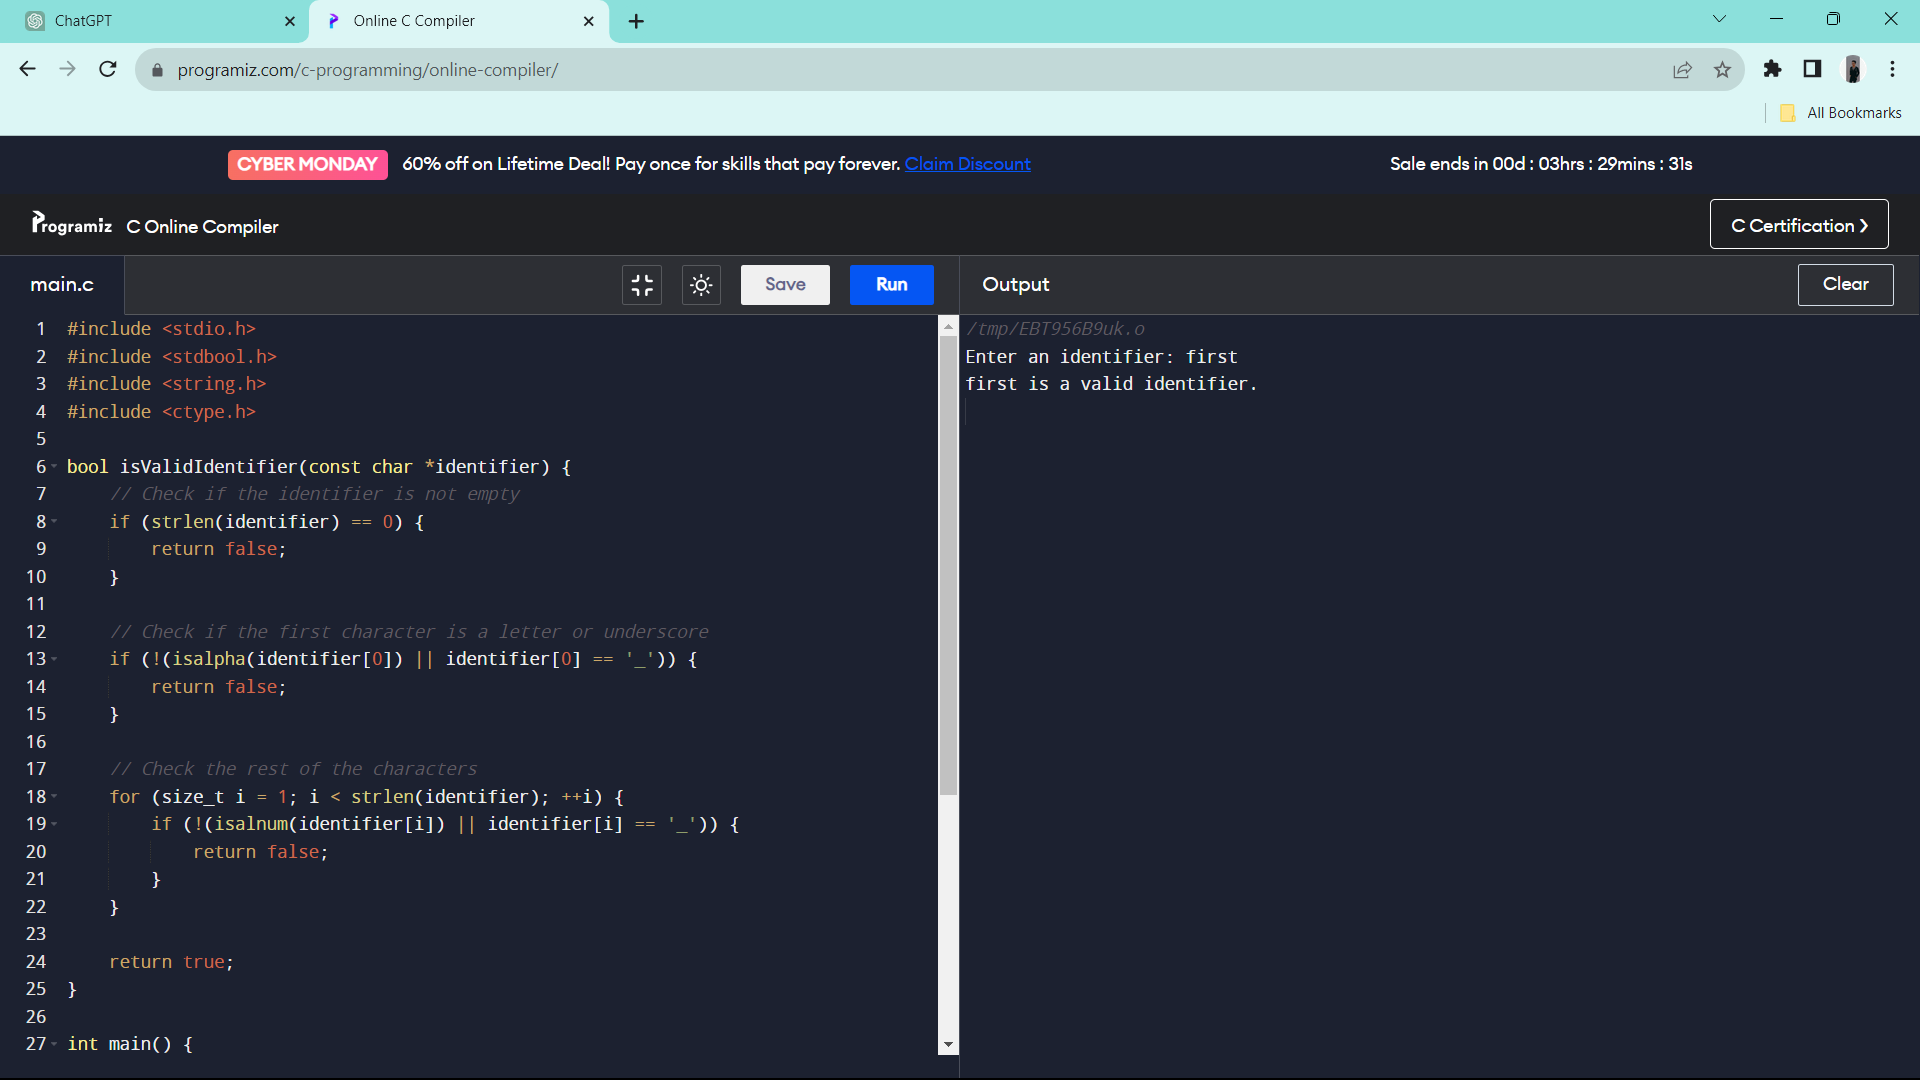 ChatGPT
Online C Compiler
programiz.com/c-programming/online-compiler/
All Bookmarks
CYBER MONDAY 60% off on Lifetime Deal! Pay once for skills that pay forever. Claim Discount Sale ends in 00d : 03hrs : 29mins : 31s
Programiz C Online Compiler
C Certification ❯
main.c
Save
Run
1 #include <stdio.h>
2 #include <stdbool.h>
3 #include <string.h>
4 #include <ctype.h>
5
6 bool isValidIdentifier(const char *identifier) {
7     // Check if the identifier is not empty
8     if (strlen(identifier) == 0) {
9         return false;
10     }
11
12     // Check if the first character is a letter or underscore
13     if (!(isalpha(identifier[0]) || identifier[0] == '_')) {
14         return false;
15     }
16
17     // Check the rest of the characters
18     for (size_t i = 1; i < strlen(identifier); ++i) {
19         if (!(isalnum(identifier[i]) || identifier[i] == '_')) {
20             return false;
21         }
22     }
23
24     return true;
25 }
26
27 int main() {
Output
Clear
/tmp/EBT956B9uk.o
Enter an identifier: first
first is a valid identifier.